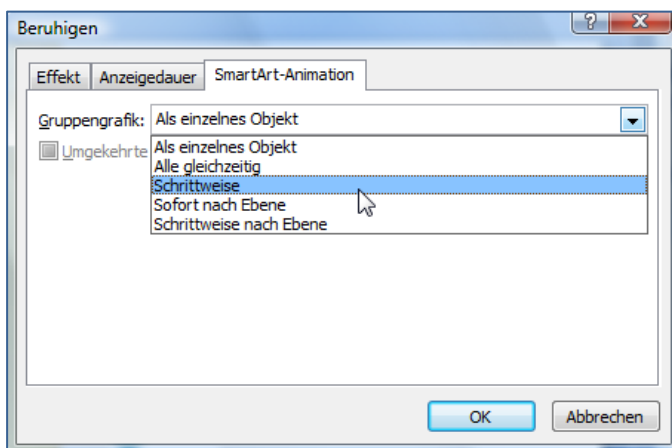 Beruhigen
Effekt Anzeigedauer SmartArt-Animation
Gruppengrafik: Als einzelnes Objekt
Umgekehrte
Als einzelnes Objekt
Alle gleichzeitig
Schrittweise
Sofort nach Ebene
Schrittweise nach Ebene
OK Abbrechen